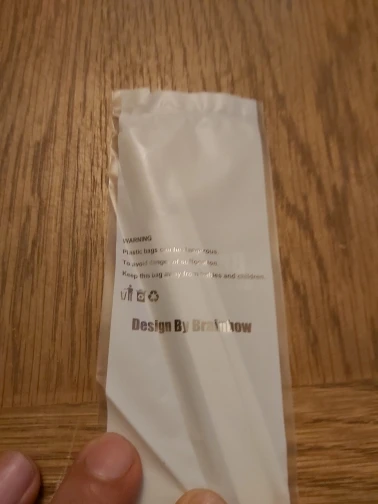 WARNING
Plastic bags can be dangerous.
To avoid danger of suffocation.
Keep this bag away from babies and children.
Design By Brainbow